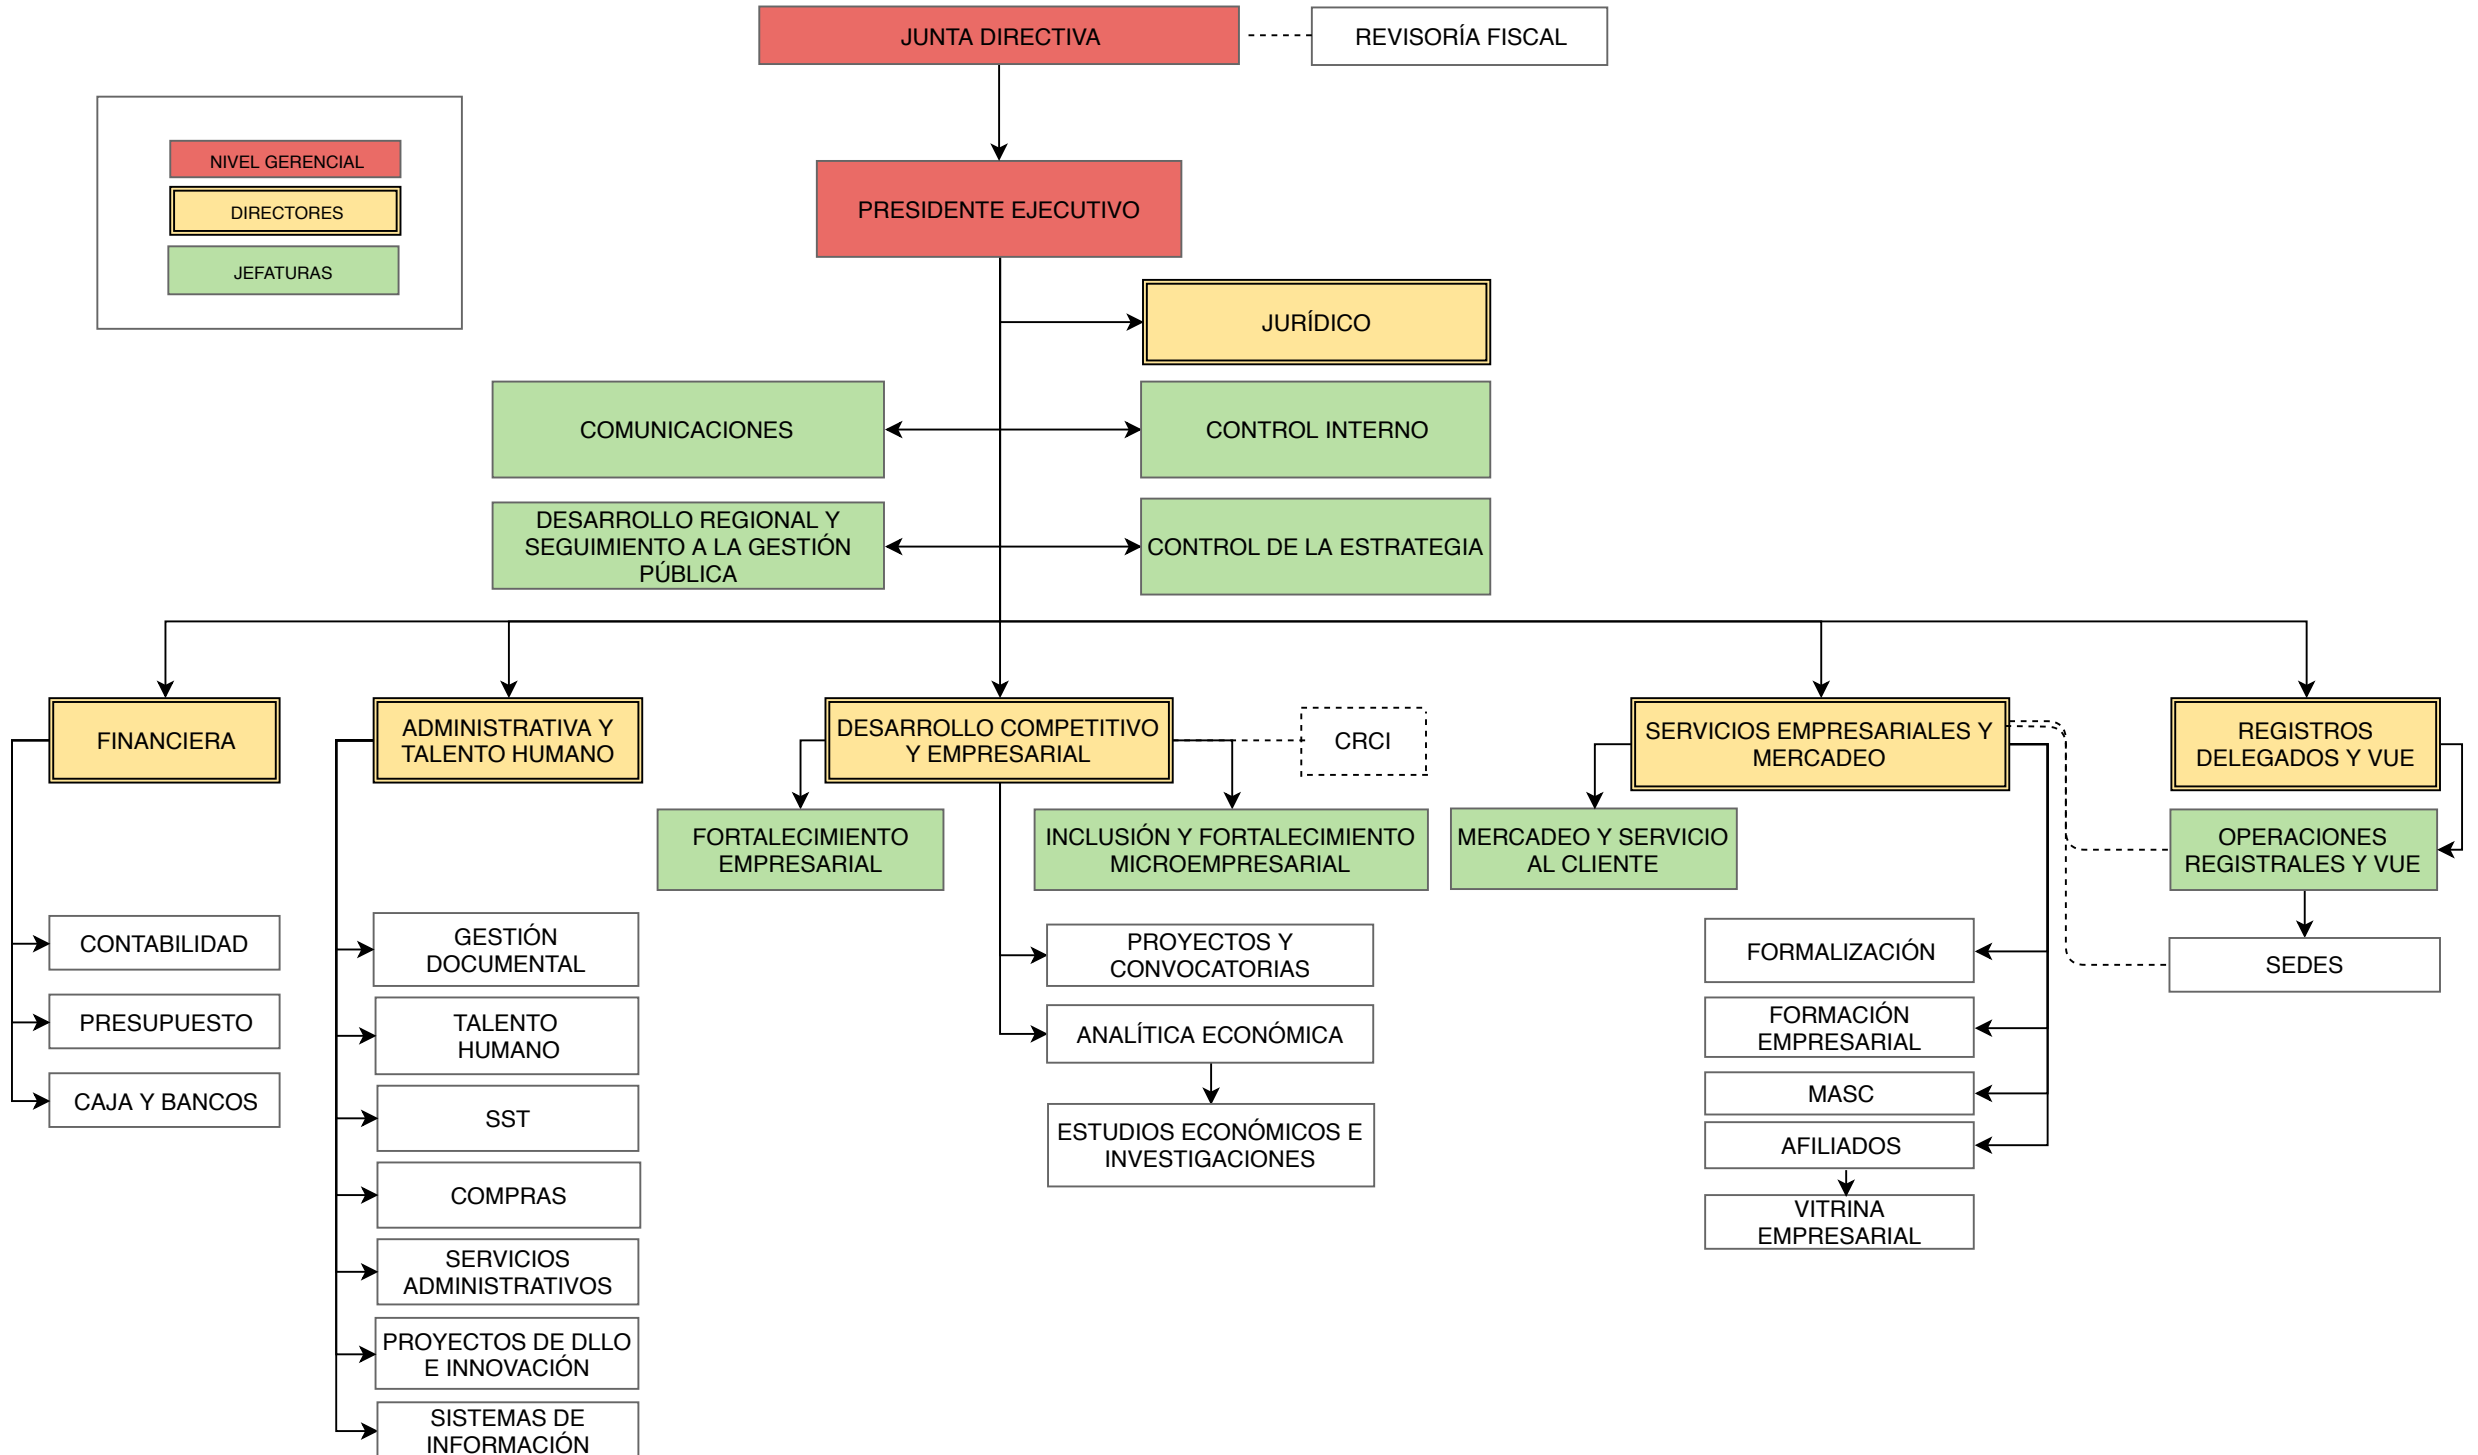 JUNTA DIRECTIVA
REVISORÍA FISCAL
NIVEL GERENCIAL
DIRECTORES
JEFATURAS
PRESIDENTE EJECUTIVO
JURÍDICO
COMUNICACIONES
CONTROL INTERNO
DESARROLLO REGIONAL Y
SEGUIMIENTO A LA GESTIÓN
PÚBLICA
CONTROL DE LA ESTRATEGIA
FINANCIERA
ADMINISTRATIVA Y
TALENTO HUMANO
DESARROLLO COMPETITIVO
Y EMPRESARIAL
CRCI
SERVICIOS EMPRESARIALES Y
MERCADEO
REGISTROS
DELEGADOS Y VUE
FORTALECIMIENTO
EMPRESARIAL
INCLUSIÓN Y FORTALECIMIENTO
MICROEMPRESARIAL
MERCADEO Y SERVICIO
AL CLIENTE
OPERACIONES
REGISTRALES Y VUE
CONTABILIDAD
PRESUPUESTO
CAJA Y BANCOS
GESTIÓN
DOCUMENTAL
TALENTO
HUMANO
SST
COMPRAS
SERVICIOS
ADMINISTRATIVOS
PROYECTOS DE DLLO
E INNOVACIÓN
SISTEMAS DE
INFORMACIÓN
PROYECTOS Y
CONVOCATORIAS
ANALÍTICA ECONÓMICA
ESTUDIOS ECONÓMICOS E
INVESTIGACIONES
FORMALIZACIÓN
FORMACIÓN
EMPRESARIAL
MASC
AFILIADOS
VITRINA
EMPRESARIAL
SEDES